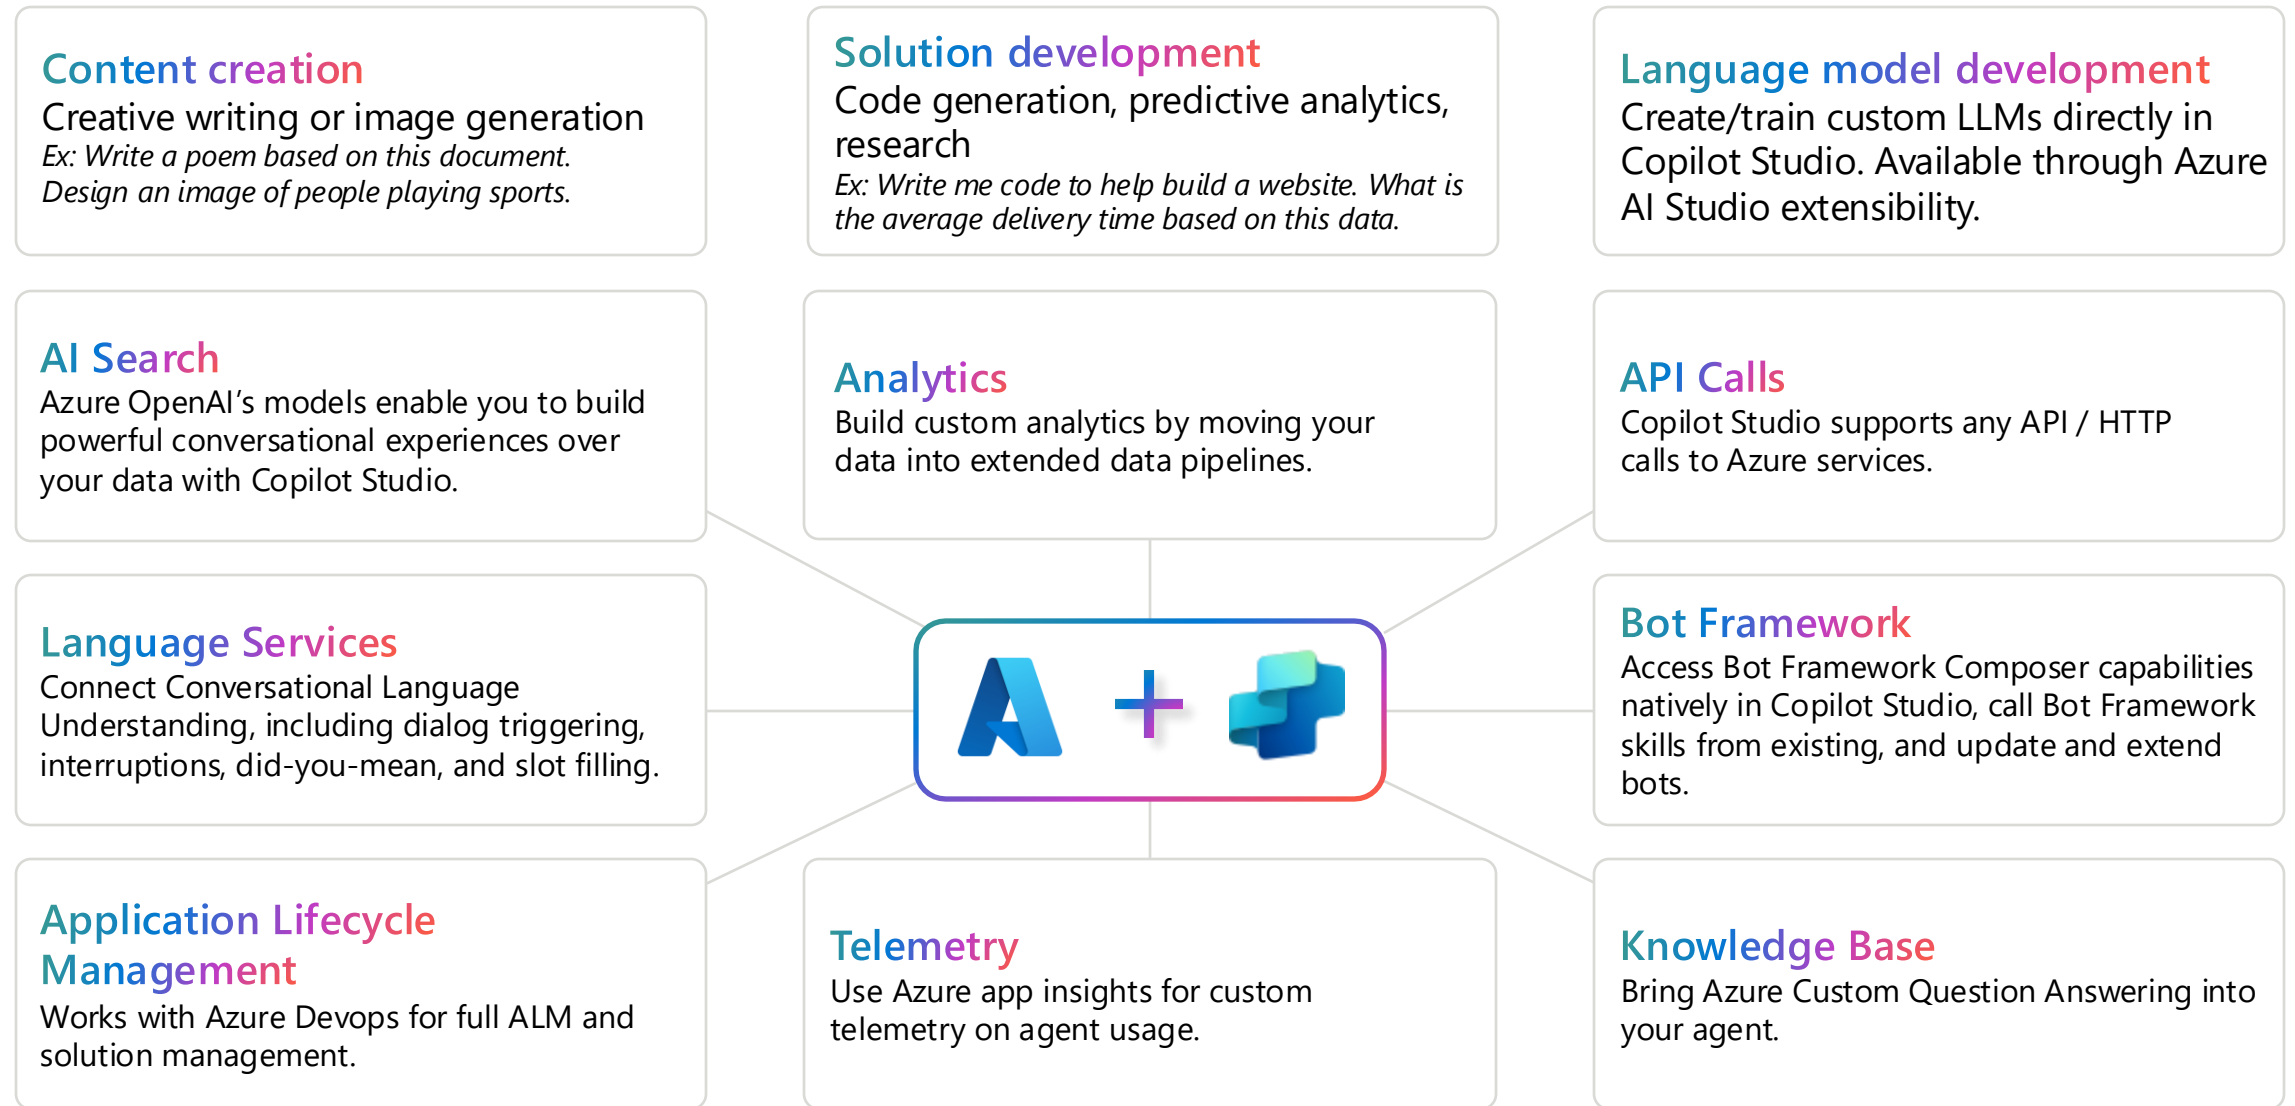 Content creation
Creative writing or image generation
Ex: Write a poem based on this document.
Design an image of people playing sports.
Solution development
Code generation, predictive analytics,
research
Ex: Write me code to help build a website. What is
the average delivery time based on this data.
Language model development
Create/train custom LLMs directly in
Copilot Studio. Available through Azure
AI Studio extensibility.
AI Search
Azure OpenAI’s models enable you to build
powerful conversational experiences over
your data with Copilot Studio.
Analytics
Build custom analytics by moving your
data into extended data pipelines.
API Calls
Copilot Studio supports any API / HTTP
calls to Azure services.
Language Services
Connect Conversational Language
Understanding, including dialog triggering,
interruptions, did-you-mean, and slot filling.
Bot Framework
Access Bot Framework Composer capabilities
natively in Copilot Studio, call Bot Framework
skills from existing, and update and extend
bots.
Application Lifecycle
Management
Works with Azure Devops for full ALM and
solution management.
Telemetry
Use Azure app insights for custom
telemetry on agent usage.
Knowledge Base
Bring Azure Custom Question Answering into
your agent.